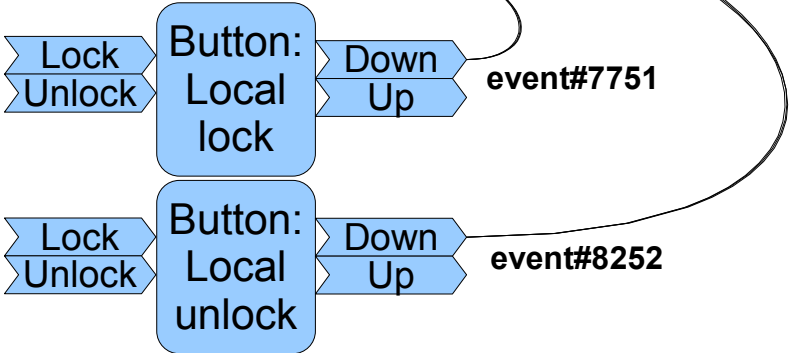 Lock
Unlock
Button:
Local
lock
Down
Up
event#7751
Lock
Unlock
Button:
Local
unlock
Down
Up
event#8252